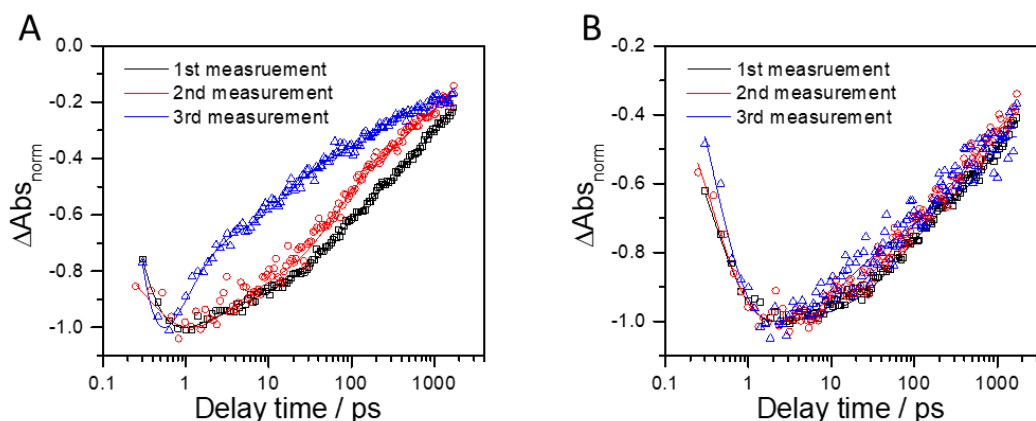 A
0.0
-0.2
-0.4
-0.6
-0.8
-1.0
ΔAbsnorm
1st measruement
2nd measurement
3rd measurement
0.1 1 10 100 1000
Delay time / ps
B
-0.2
-0.4
-0.6
-0.8
-1.0
ΔAbsnorm
1st measruement
2nd measurement
3rd measurement
0.1 1 10 100 1000
Delay time / ps